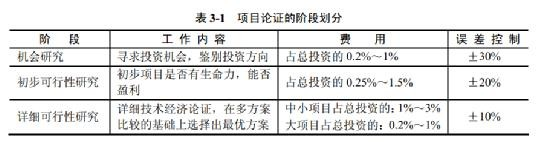 表 3-1 项目论证的阶段划分
阶段 工作内容 费用 误差控制
机会研究 寻求投资机会，鉴别投资方向 占总投资的 0.2%～1% ±30%
初步可行性研究 初步项目是否有生命力，能否盈利 占总投资的 0.25%～1.5% ±20%
详细可行性研究 详细技术经济论证，在多方案比较的基础上选择出最优方案 中小项目占总投资的：1%～3% 大项目占总投资的：0.2%～1% ±10%